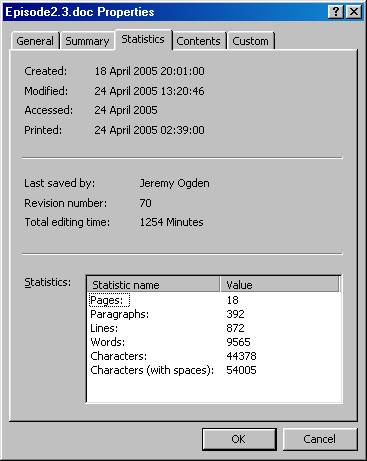 Episode2.3.doc Properties
General Summary Statistics Contents Custom
Created: 18 April 2005 20:01:00
Modified: 24 April 2005 13:20:46
Accessed: 24 April 2005
Printed: 24 April 2005 02:39:00
Last saved by: Jeremy Ogden
Revision number: 70
Total editing time: 1254 Minutes
Statistics:
Statistic name Value
Pages: 18
Paragraphs: 392
Lines: 872
Words: 9565
Characters: 44378
Characters (with spaces): 54005
OK Cancel